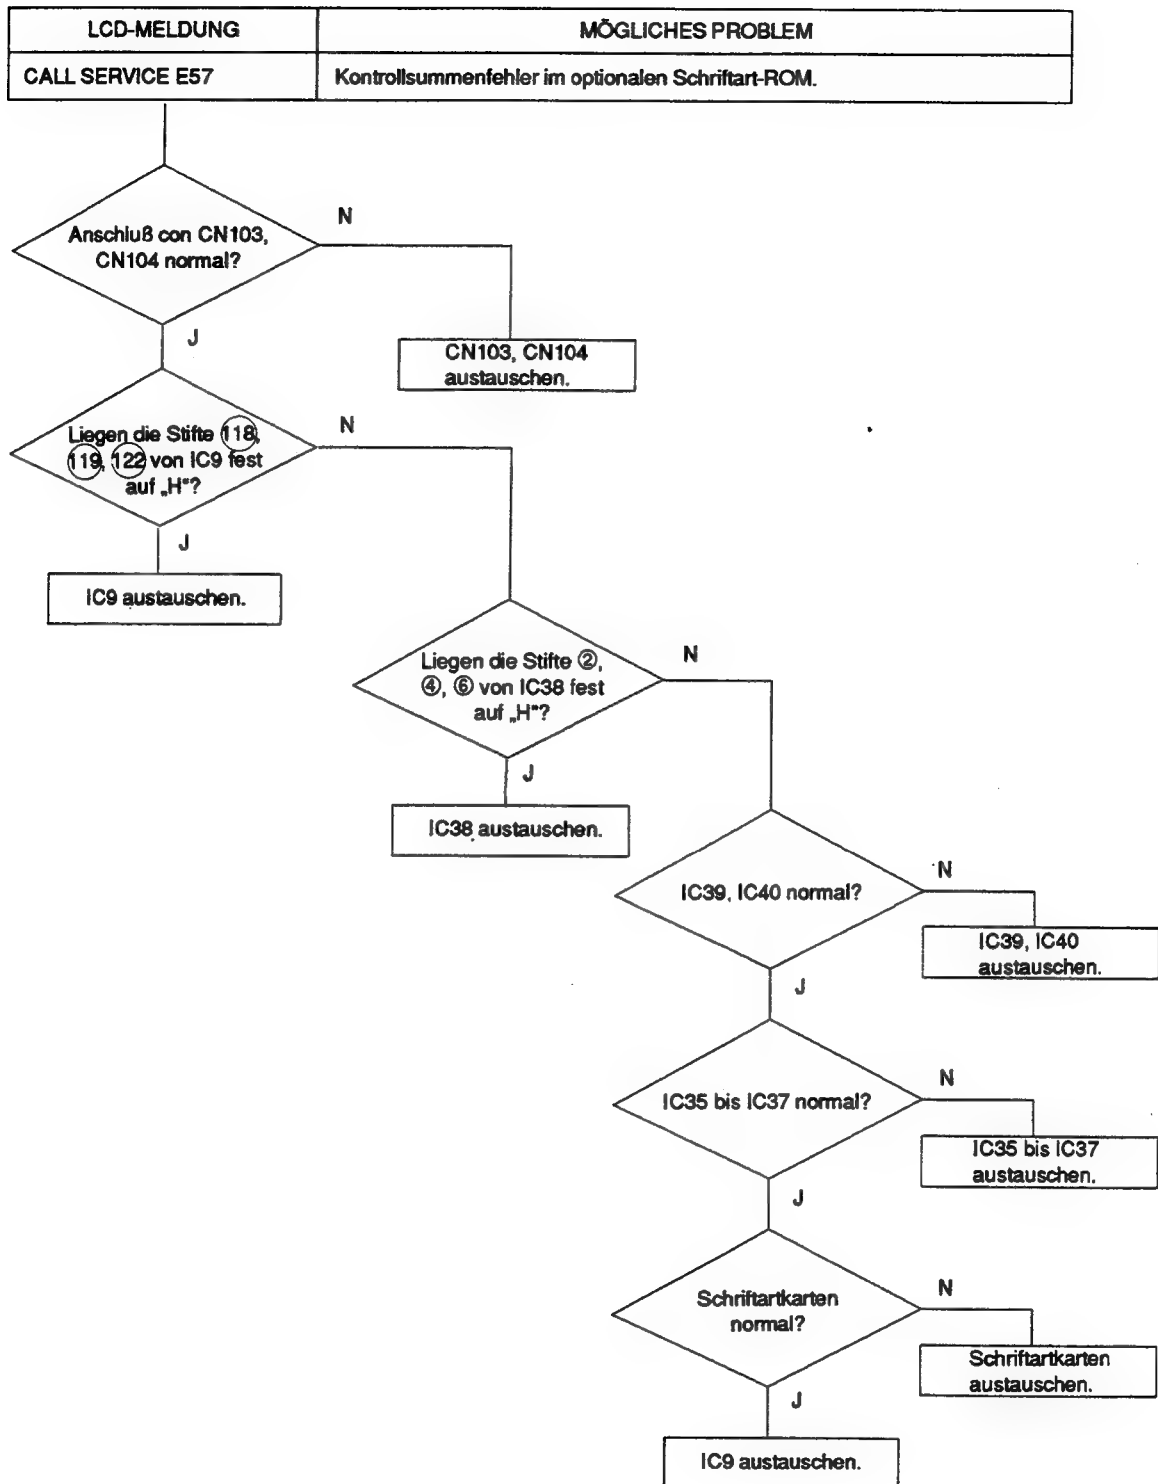 LCD-MELDUNG
MÖGLICHES PROBLEM
CALL SERVICE E57
Kontrollsummenfehler im optionalen Schriftart-ROM.
Anschluß con CN103,
CN104 normal?
N
J
CN103, CN104
austauschen.
Liegen die Stifte 118,
119, 122 von IC9 fest
auf „H"?
N
J
IC9 austauschen.
Liegen die Stifte ②,
④, ⑥ von IC38 fest
auf „H"?
N
J
IC38 austauschen.
IC39, IC40 normal?
N
IC39, IC40
austauschen.
J
IC35 bis IC37 normal?
N
IC35 bis IC37
austauschen.
J
Schriftartkarten
normal?
N
Schriftartkarten
austauschen.
J
IC9 austauschen.